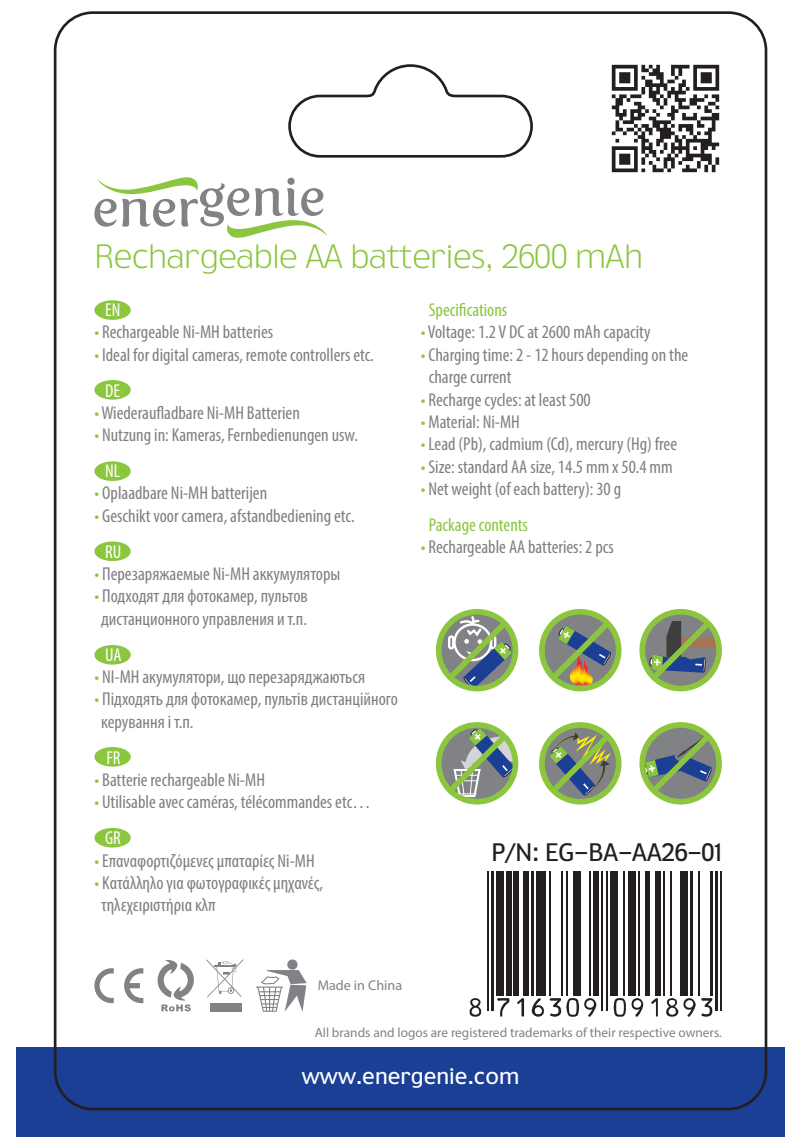 energenie
Rechargeable AA batteries, 2600 mAh
EN
• Rechargeable Ni-MH batteries
• Ideal for digital cameras, remote controllers etc.
DE
• Wiederaufladbare Ni-MH Batterien
• Nutzung in: Kameras, Fernbedienungen usw.
NL
• Oplaadbare Ni-MH batterijen
• Geschikt voor camera, afstandbediening etc.
RU
• Перезаряжаемые Ni-MH аккумуляторы
• Подходят для фотокамер, пультов
дистанционного управления и т.п.
UA
• NI-MH акумулятори, що перезаряджаються
• Підходять для фотокамер, пультів дистанційного
керування і т.п.
FR
• Batterie rechargeable Ni-MH
• Utilisable avec caméras, télécommandes etc…
GR
• Επαναφορτιζόμενες μπαταρίες Ni-MH
• Κατάλληλο για φωτογραφικές μηχανές,
τηλεχειριστήρια κλπ
Specifications
• Voltage: 1.2 V DC at 2600 mAh capacity
• Charging time: 2 - 12 hours depending on the
charge current
• Recharge cycles: at least 500
• Material: Ni-MH
• Lead (Pb), cadmium (Cd), mercury (Hg) free
• Size: standard AA size, 14.5 mm x 50.4 mm
• Net weight (of each battery): 30 g
Package contents
• Rechargeable AA batteries: 2 pcs
P/N: EG-BA-AA26-01
8 716309 091893
CE
RoHS
Made in China
All brands and logos are registered trademarks of their respective owners.
www.energenie.com